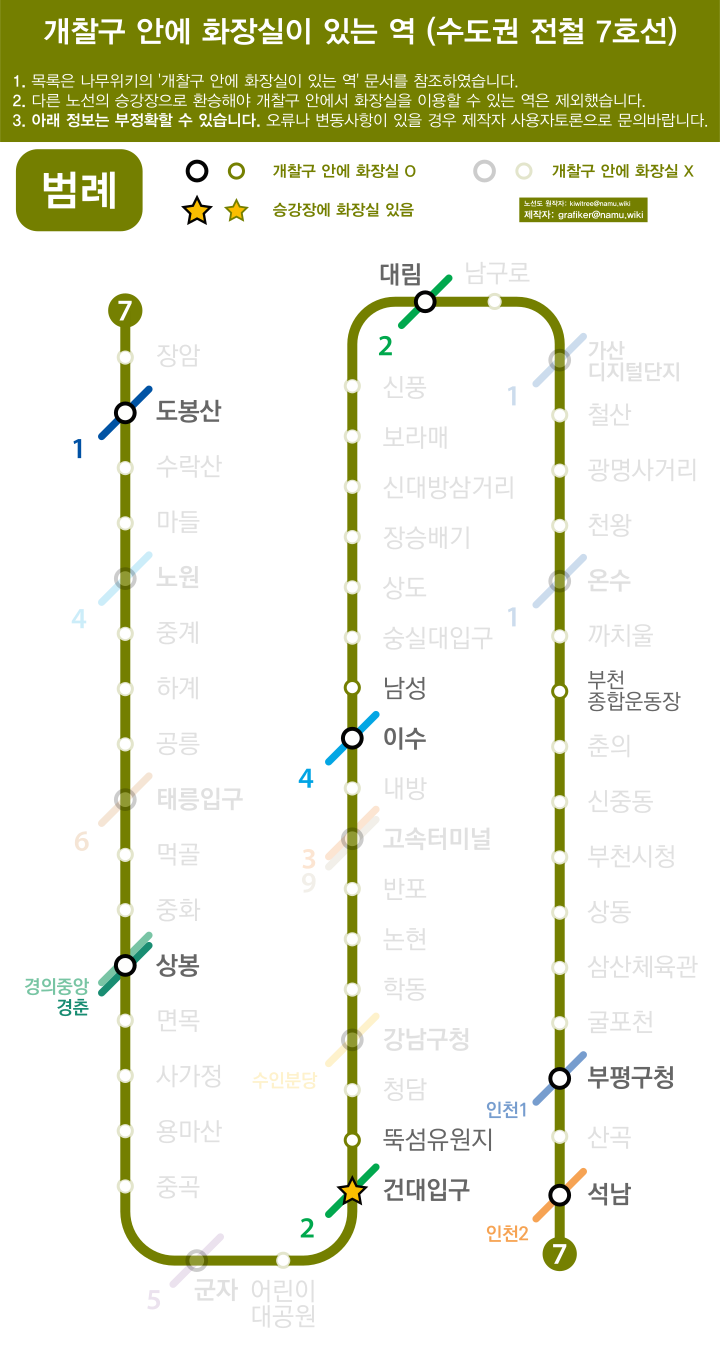 개찰구 안에 화장실이 있는 역 (수도권 전철 7호선)
1. 목록은 나무위키의 '개찰구 안에 화장실이 있는 역' 문서를 참조하였습니다.
2. 다른 노선의 승강장으로 환승해야 개찰구 안에서 화장실을 이용할 수 있는 역은 제외했습니다.
3. 아래 정보는 부정확할 수 있습니다. 오류나 변동사항이 있을 경우 제작자 사용자토론으로 문의바랍니다.
범례
개찰구 안에 화장실 O
개찰구 안에 화장실 X
승강장에 화장실 있음
노선도 원작자: kiwitree@namu.wiki
제작자: grafiker@namu.wiki
7
장암
도봉산
1
수락산
마들
노원
4
중계
하계
공릉
태릉입구
6
먹골
중화
상봉
경의중앙
경춘
면목
사가정
용마산
중곡
군자
5
어린이
대공원
건대입구
2
뚝섬유원지
청담
강남구청
수인분당
학동
논현
반포
고속터미널
3
9
내방
이수
4
남성
숭실대입구
상도
장승배기
신대방삼거리
보라매
신풍
대림
2
남구로
가산
디지털단지
1
철산
광명사거리
천왕
온수
1
까치울
부천
종합운동장
춘의
신중동
부천시청
상동
삼산체육관
굴포천
부평구청
인천1
산곡
석남
인천2
7